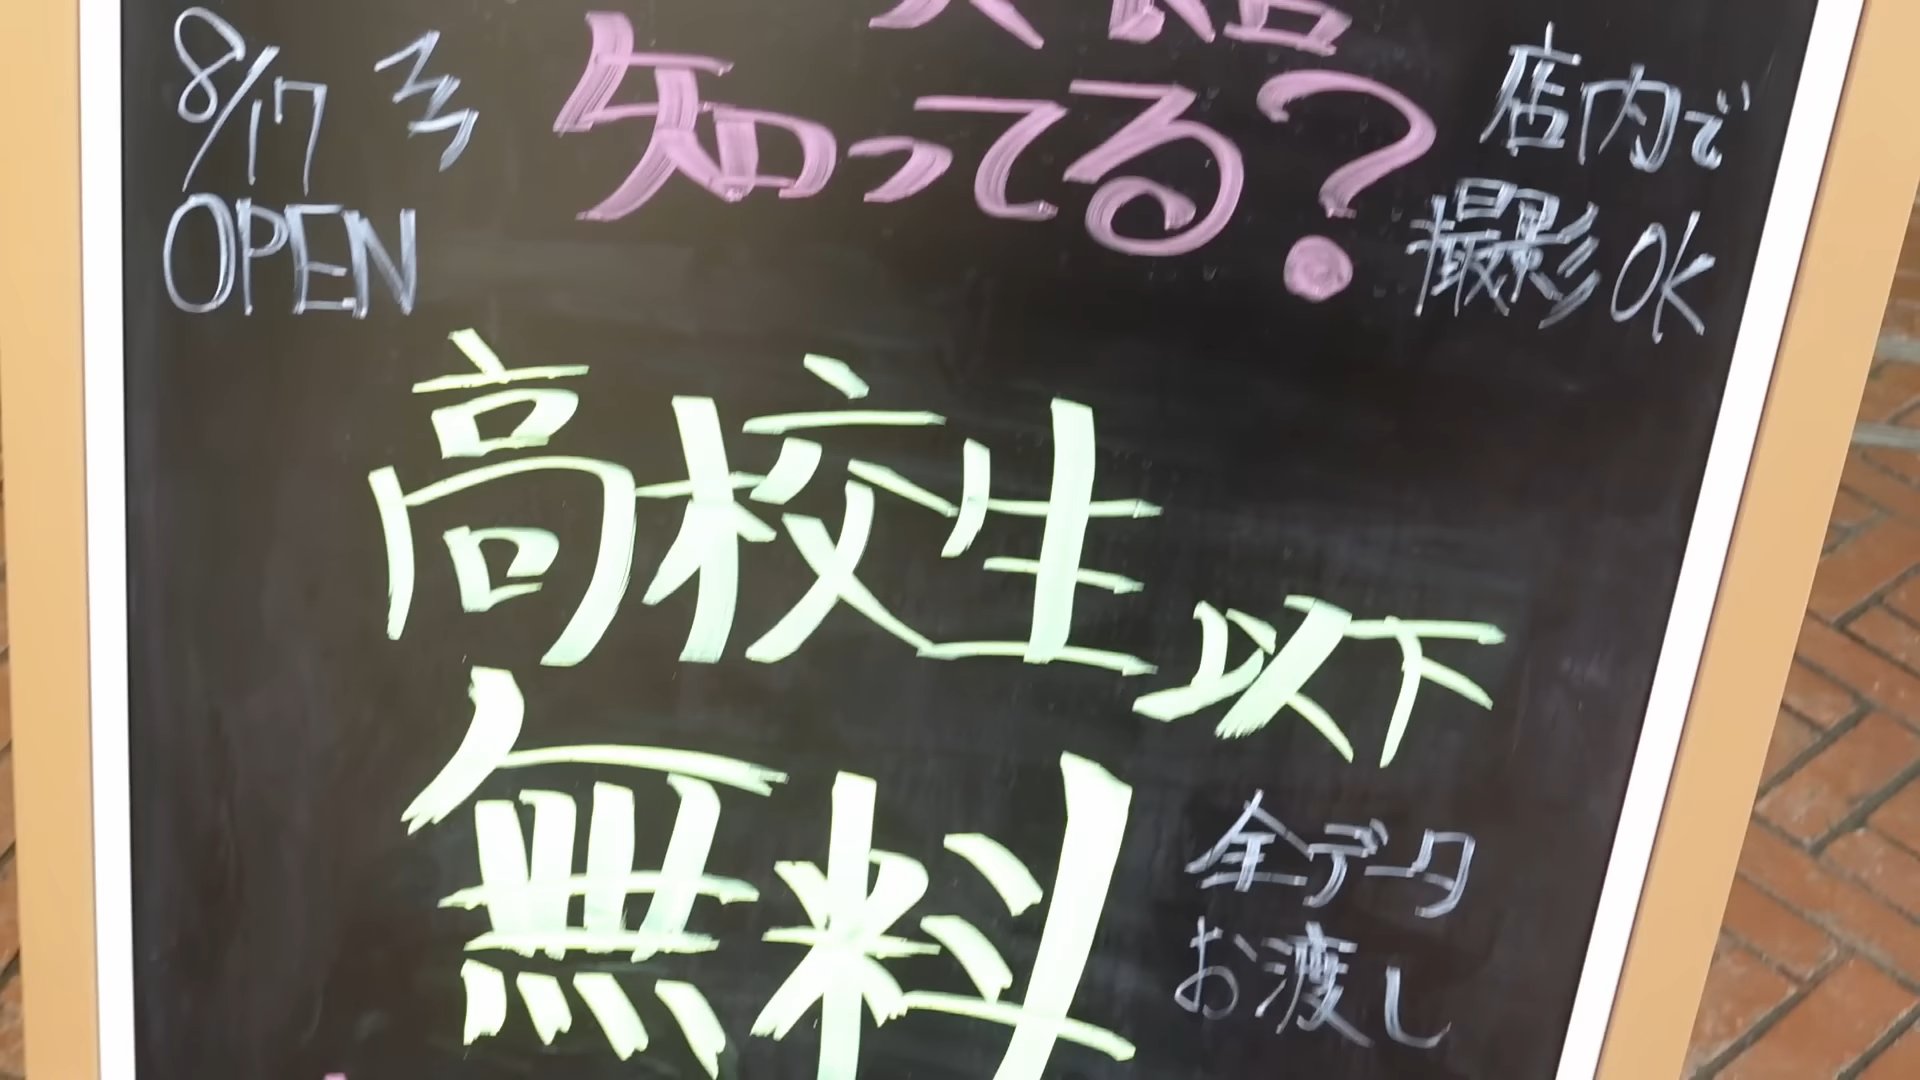 8/17
OPEN
知ってる?
店内で
撮影OK
高校生以下
無料
全データ
お渡し